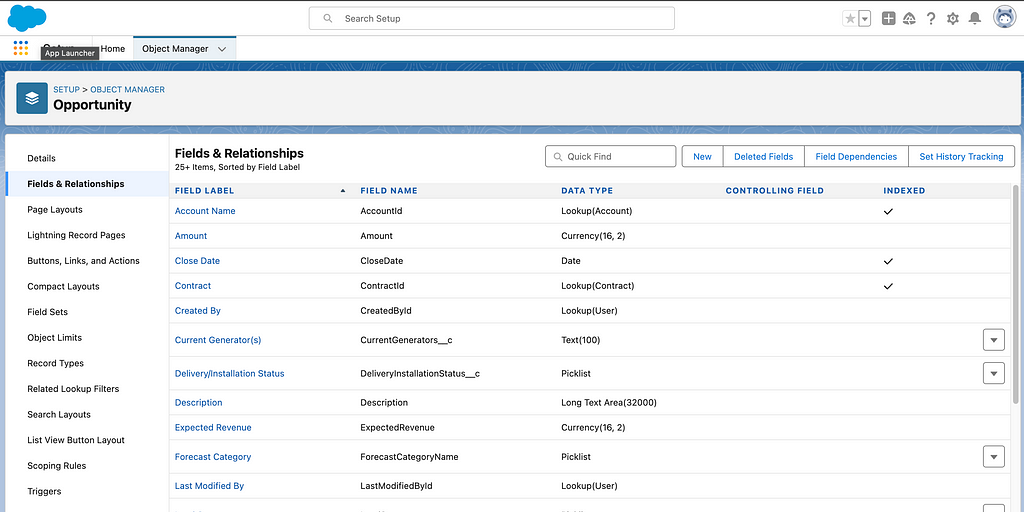 Search Setup
App Launcher
Home
Object Manager
SETUP > OBJECT MANAGER
Opportunity
Details
Fields & Relationships
Page Layouts
Lightning Record Pages
Buttons, Links, and Actions
Compact Layouts
Field Sets
Object Limits
Record Types
Related Lookup Filters
Search Layouts
List View Button Layout
Scoping Rules
Triggers
Fields & Relationships
25+ Items, Sorted by Field Label
Quick Find
New
Deleted Fields
Field Dependencies
Set History Tracking
FIELD LABEL FIELD NAME DATA TYPE CONTROLLING FIELD INDEXED
Account Name AccountId Lookup(Account)
Amount Amount Currency(16, 2)
Close Date CloseDate Date
Contract ContractId Lookup(Contract)
Created By CreatedById Lookup(User)
Current Generator(s) CurrentGenerators__c Text(100)
Delivery/Installation Status DeliveryInstallationStatus__c Picklist
Description Description Long Text Area(32000)
Expected Revenue ExpectedRevenue Currency(16, 2)
Forecast Category ForecastCategoryName Picklist
Last Modified By LastModifiedById Lookup(User)